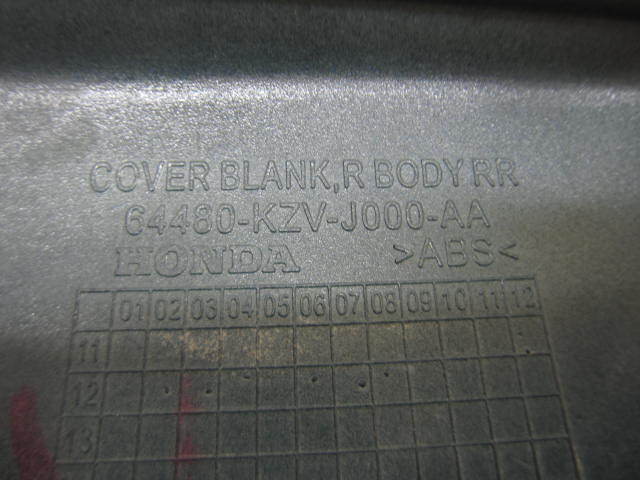 COVER BLANK,R BODY RR
64480-KZV-J000-AA
HONDA >ABS<
01 02 03 04 05 06 07 08 09 10 11 12
11
12
13